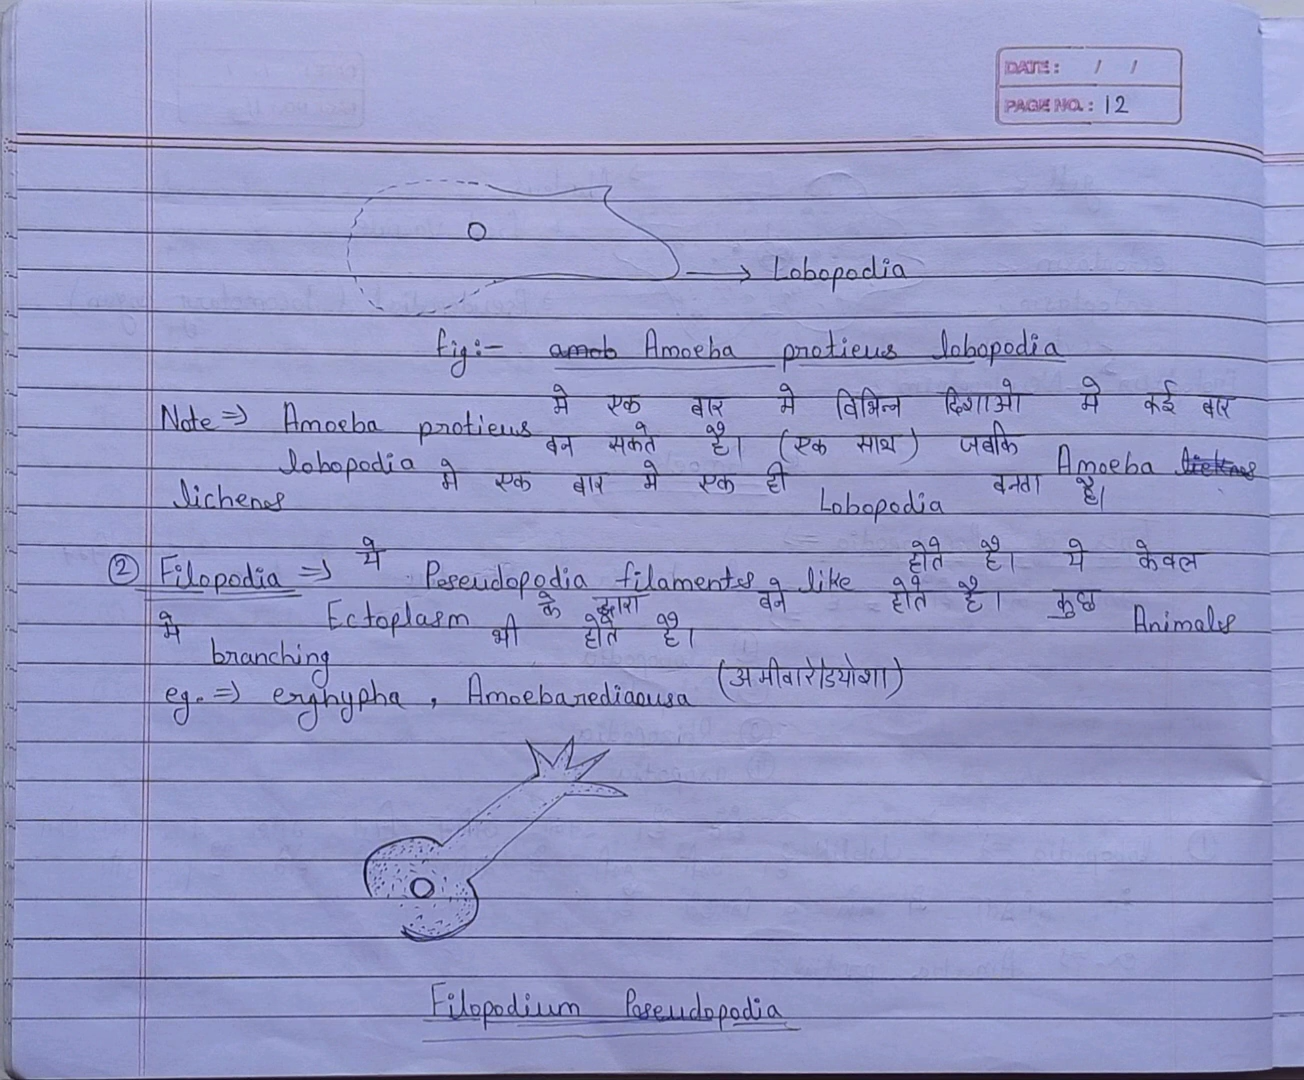 DATE: / /
PAGE NO.: 12
→ Lobopodia
fig:- amob Amoeba protieus lobopodia
Note ⇒ Amoeba protieus मे एक बार मे विभिन्न दिशाओ मे कई बार
lobopodia बन सकते है। (एक साथ) जबकि Amoeba
lichenes मे एक बार मे एक ही Lobopodia बनता है।
② Filopodia ⇒ ये Pseudopodia filaments like होते है। ये केवल
Ectoplasm के द्वारा बने होते है। कुछ Animals
मे branching भी होते है।
eg. ⇒ erghypha, Amoebarediaousa (अमीबारेडियोशा)
Filopodium Pseudopodia